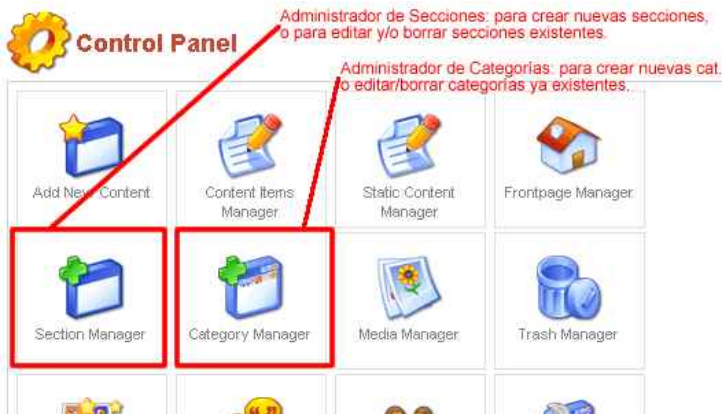 Administrador de Secciones: para crear nuevas secciones,
o para editar y/o borrar secciones existentes.
Control Panel
Administrador de Categorías: para crear nuevas cat.
o editar/borrar categorías ya existentes.
Add New Content
Content Items
Manager
Static Content
Manager
Frontpage Manager
Section Manager
Category Manager
Media Manager
Trash Manager